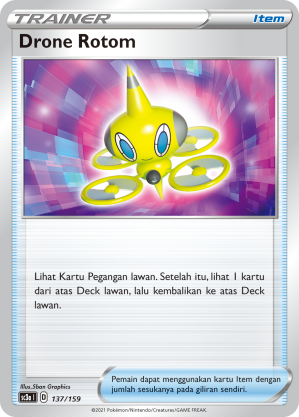 TRAINER
Item
Drone Rotom
Lihat Kartu Pegangan lawan. Setelah itu, lihat 1 kartu
dari atas Deck lawan, lalu kembalikan ke atas Deck
lawan.
Illus.5ban Graphics
sc3a I D 137/159
Pemain dapat menggunakan kartu Item dengan
jumlah sesukanya pada giliran sendiri.
©2021 Pokémon/Nintendo/Creatures/GAME FREAK.